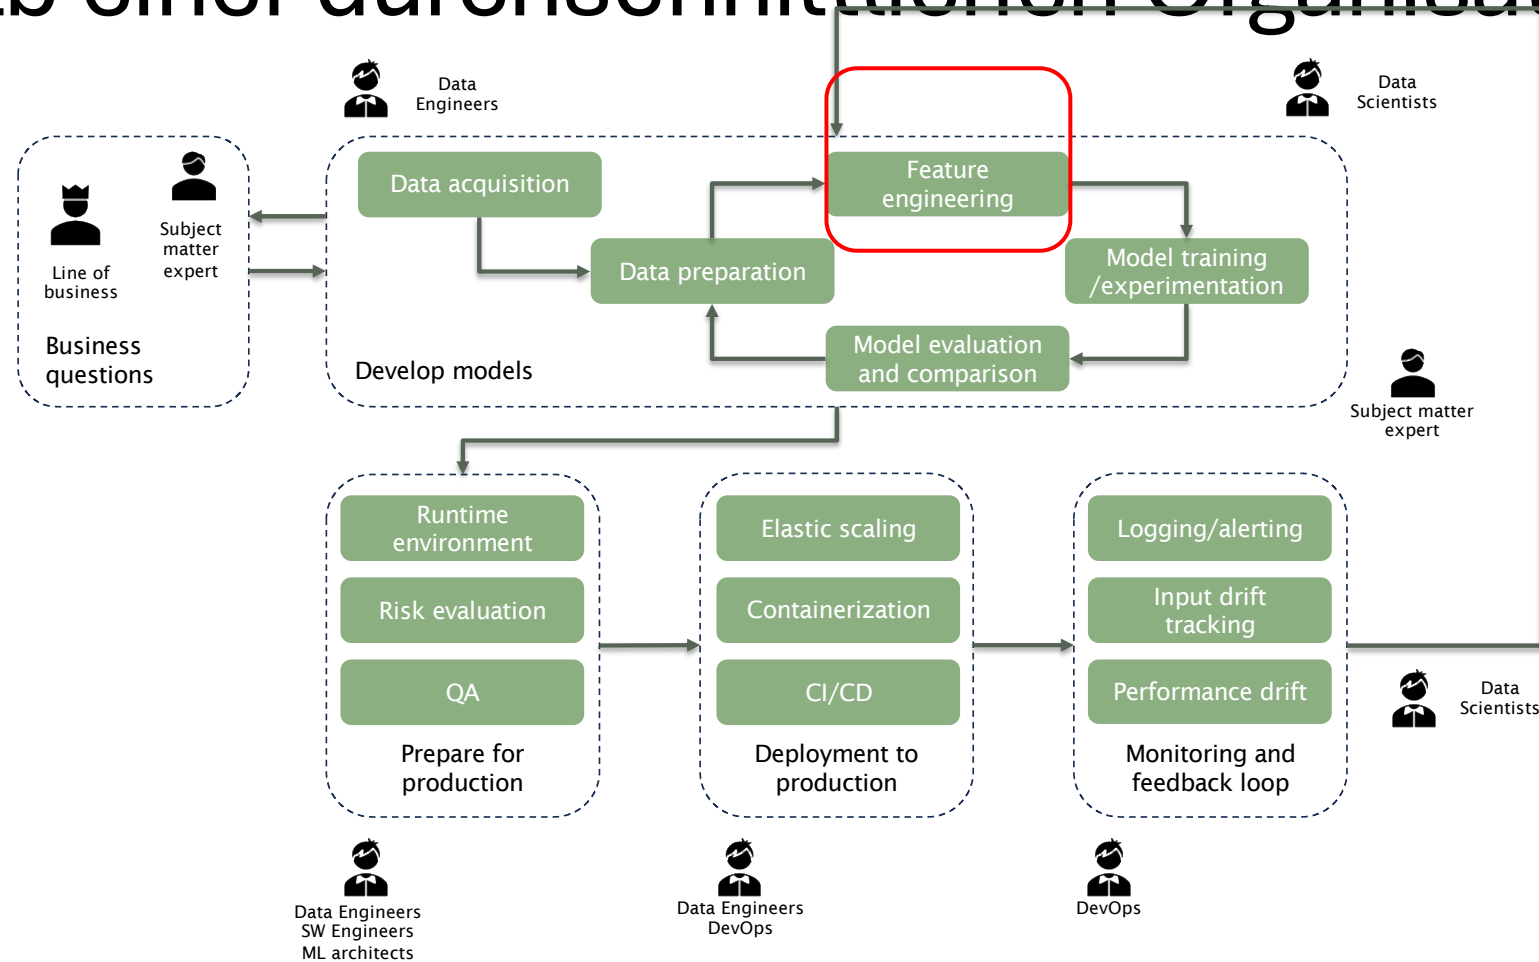 einer
Data
Engineers
Data
Scientists
Subject
matter
expert
Line of
business
Business
questions
Data acquisition
Data preparation
Feature
engineering
Model training
/experimentation
Model evaluation
and comparison
Develop models
Subject matter
expert
Runtime
environment
Risk evaluation
QA
Prepare for
production
Elastic scaling
Containerization
CI/CD
Deployment to
production
Logging/alerting
Input drift
tracking
Performance drift
Monitoring and
feedback loop
Data
Scientists
Data Engineers
SW Engineers
ML architects
Data Engineers
DevOps
DevOps